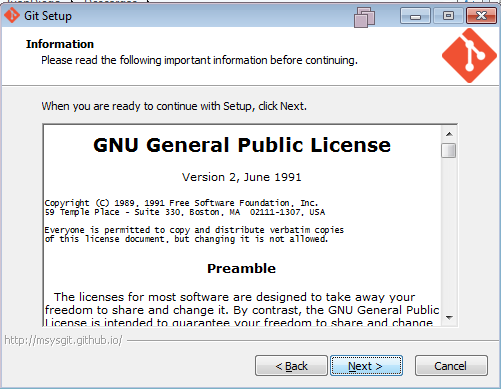 Git Setup
Information
Please read the following important information before continuing.
When you are ready to continue with Setup, click Next.
GNU General Public License
Version 2, June 1991
Copyright (C) 1989, 1991 Free Software Foundation, Inc.
59 Temple Place - Suite 330, Boston, MA 02111-1307, USA
Everyone is permitted to copy and distribute verbatim copies
of this license document, but changing it is not allowed.
Preamble
The licenses for most software are designed to take away your
freedom to share and change it. By contrast, the GNU General Public
License is intended to guarantee your freedom to share and change
http://msysgit.github.io/
< Back
Next >
Cancel